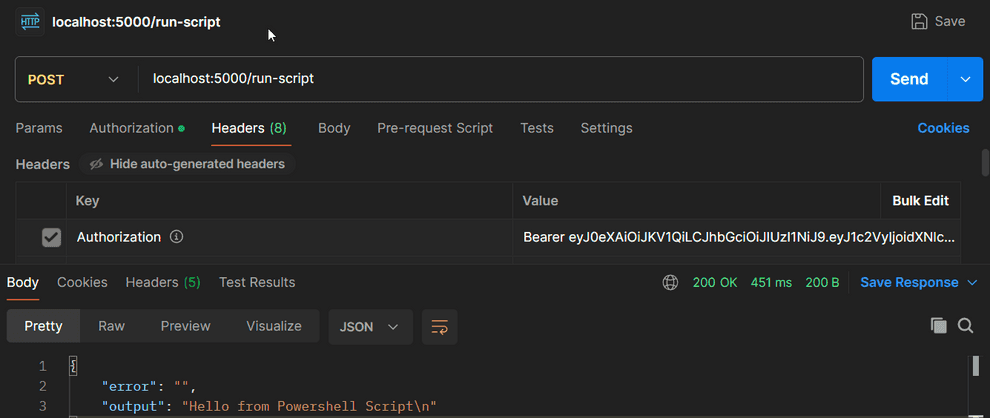 HTTP localhost:5000/run-script Save
POST localhost:5000/run-script Send
Params Authorization Headers (8) Body Pre-request Script Tests Settings Cookies
Headers Hide auto-generated headers
Key Value Bulk Edit
Authorization Bearer eyJ0eXAiOiJKV1QiLCJhbGciOiJIUzI1NiJ9.eyJ1c2VyIjoidXNlc...
Body Cookies Headers (5) Test Results 200 OK 451 ms 200 B Save Response
Pretty Raw Preview Visualize JSON
1 {
2 "error": "",
3 "output": "Hello from Powershell Script\n"